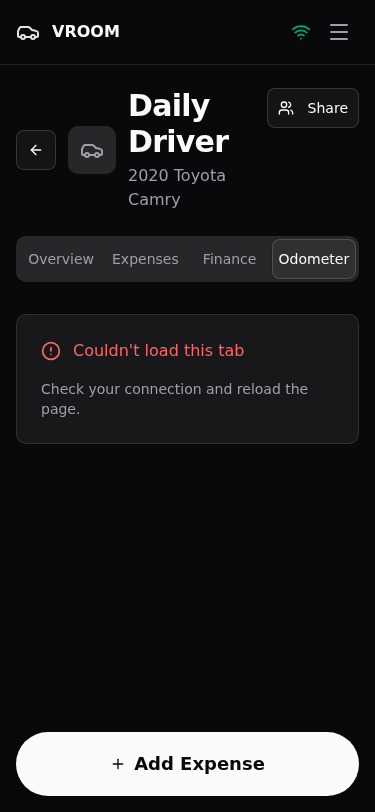 VROOM
Daily
Driver
2020 Toyota
Camry
Share
Overview Expenses Finance Odometer
Couldn't load this tab
Check your connection and reload the
page.
+ Add Expense